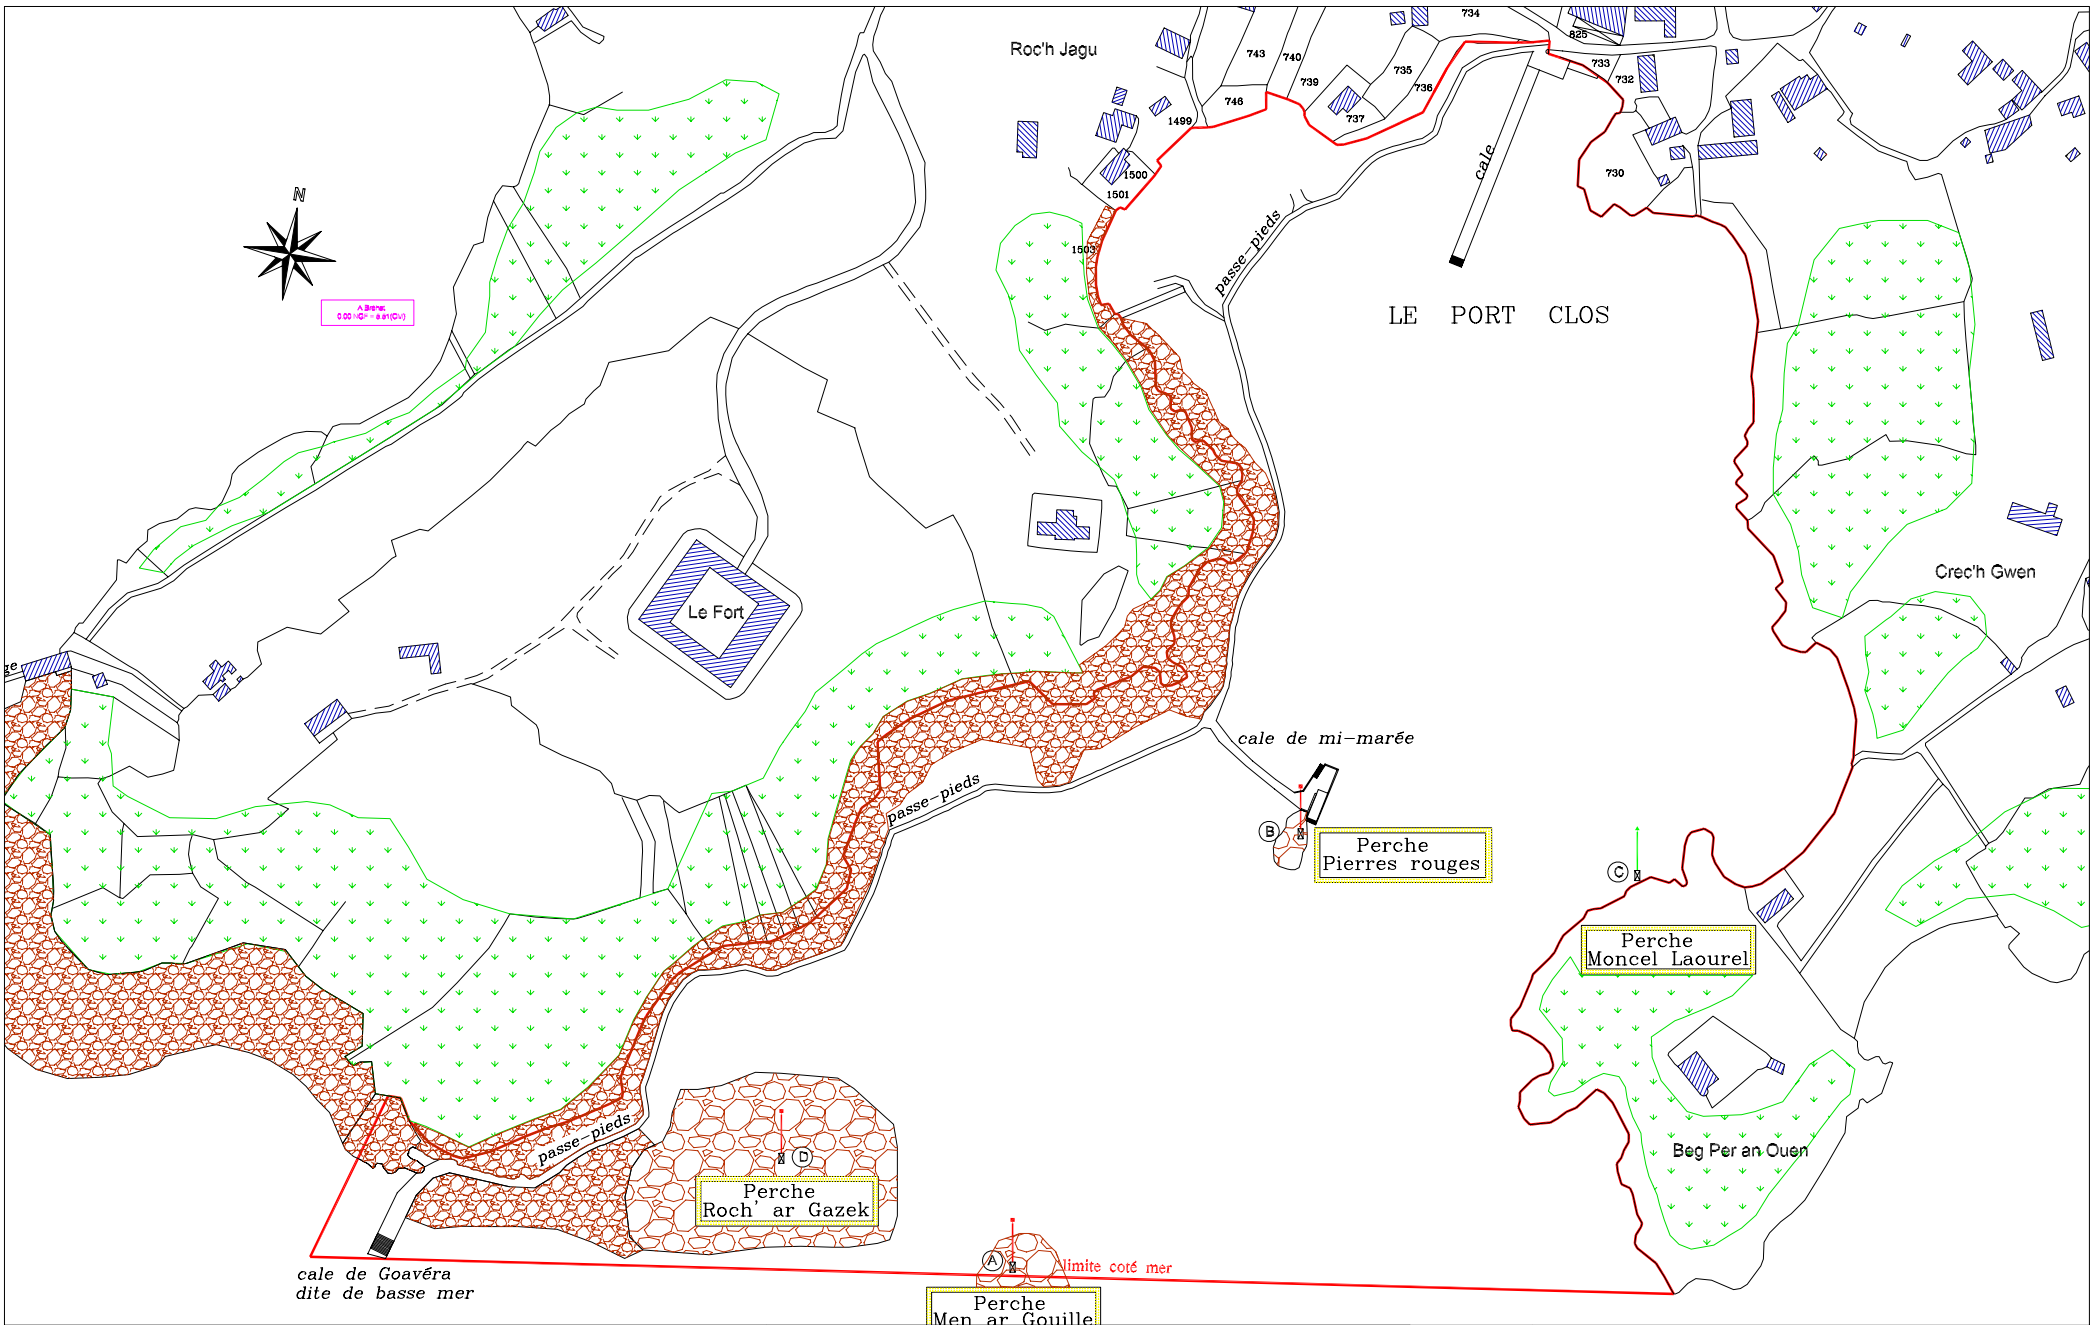 734
Roc'h Jagu
825
743
740
733
735
739
732
736
746
737
1499
cale
1500
730
1501
N
passe-pieds
1503
A Brehat
LE PORT CLOS
Crec'h Gwen
Le Fort
ge
cale de mi-marée
passe-pieds
B
Perche
Pierres rouges
C
Perche
Moncel Laourel
passe-pieds
Beg Per an Ouen
D
Perche
Roch' ar Gazek
A
limite coté mer
cale de Goavéra
dite de basse mer
Perche
Men ar Gouille